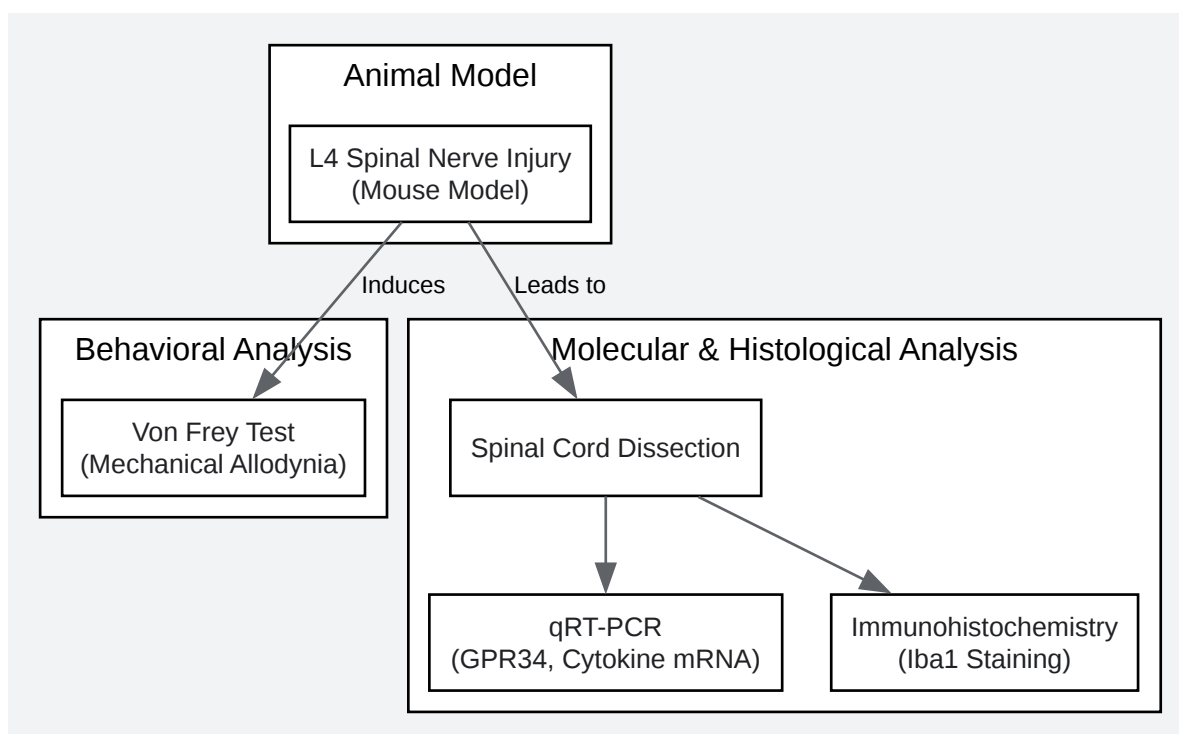 Animal Model
L4 Spinal Nerve Injury
(Mouse Model)
Induces
Leads to
Behavioral Analysis
Von Frey Test
(Mechanical Allodynia)
Molecular & Histological Analysis
Spinal Cord Dissection
qRT-PCR
(GPR34, Cytokine mRNA)
Immunohistochemistry
(Iba1 Staining)